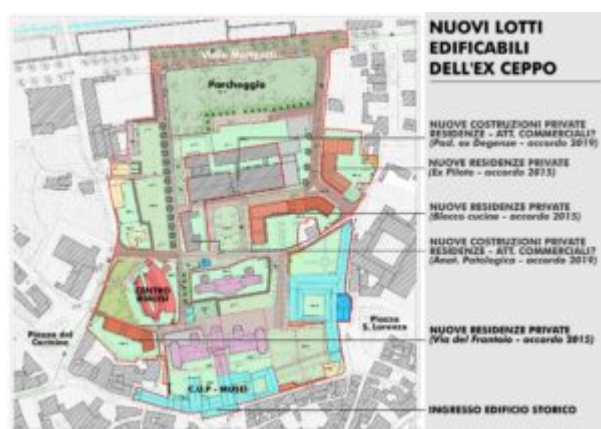 NUOVI LOTTI
EDIFICABILI
DELL'EX CEPPO
Viale Matteotti
Parcheggio
NUOVE COSTRUZIONI PRIVATE
RESIDENZE - ATT. COMMERCIALI?
(Pad. ex Degenze - accordo 2019)
NUOVE RESIDENZE PRIVATE
(Ex Pilota - accordo 2015)
NUOVE RESIDENZE PRIVATE
(Blocco cucine - accordo 2015)
NUOVE COSTRUZIONI PRIVATE
RESIDENZE - ATT. COMMERCIALI?
(Anat. Patologica - accordo 2019)
CENTRO
DIALISI
Piazza del
Carmine
Piazza
S. Lorenzo
NUOVE RESIDENZE PRIVATE
(Via del Frantoio - accordo 2015)
C.U.P - MUSEI
INGRESSO EDIFICIO STORICO